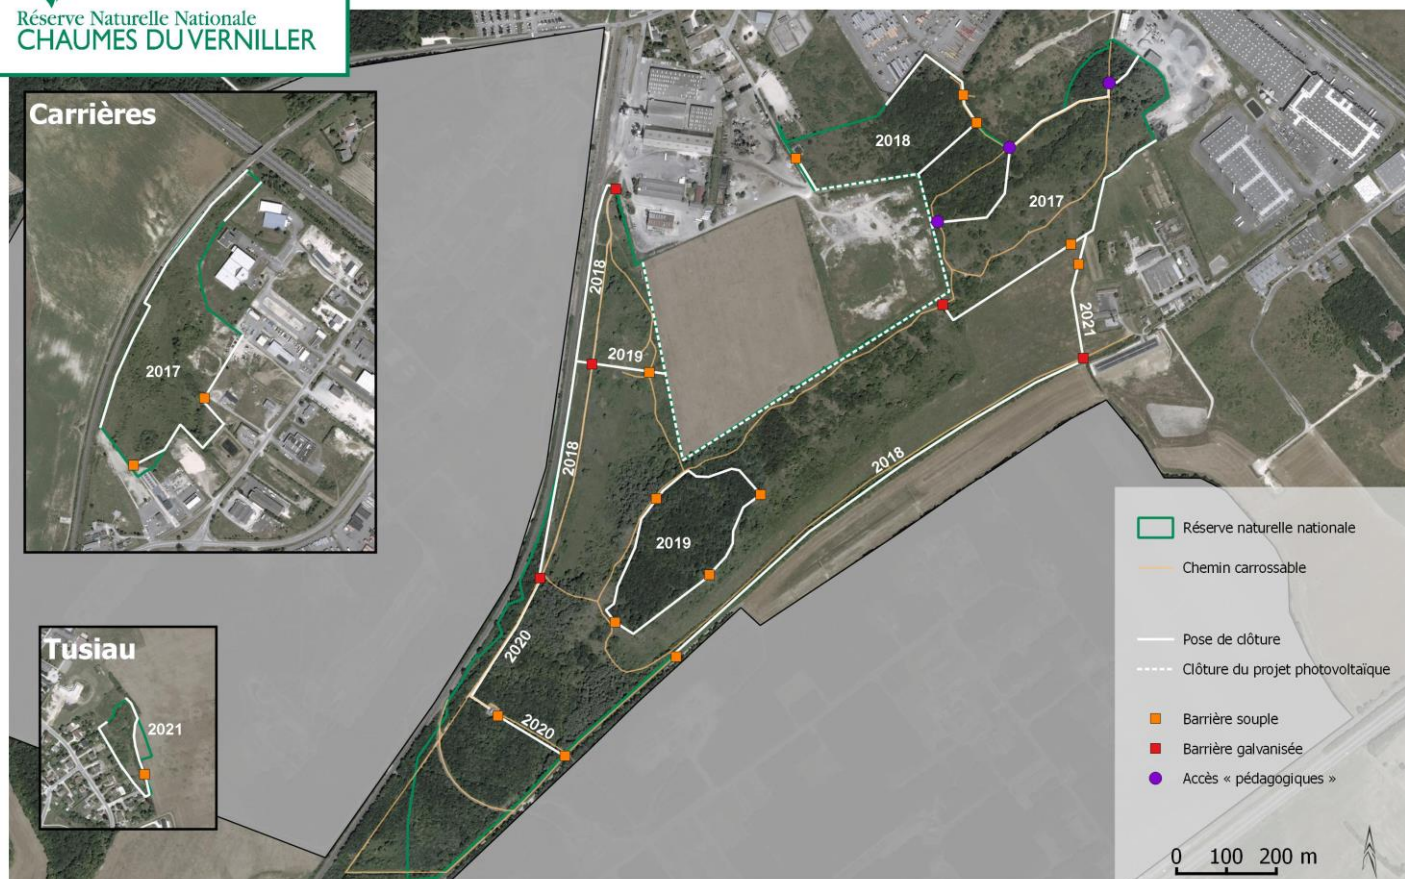 Réserve Naturelle Nationale
CHAUMES DU VERNILLER
Carrières
2017
Tusiau
2021
2018
2017
2018
2019
2021
2018
2018
2019
2020
2020
Réserve naturelle nationale
Chemin carrossable
Pose de clôture
Clôture du projet photovoltaïque
Barrière souple
Barrière galvanisée
Accès « pédagogiques »
0 100 200 m